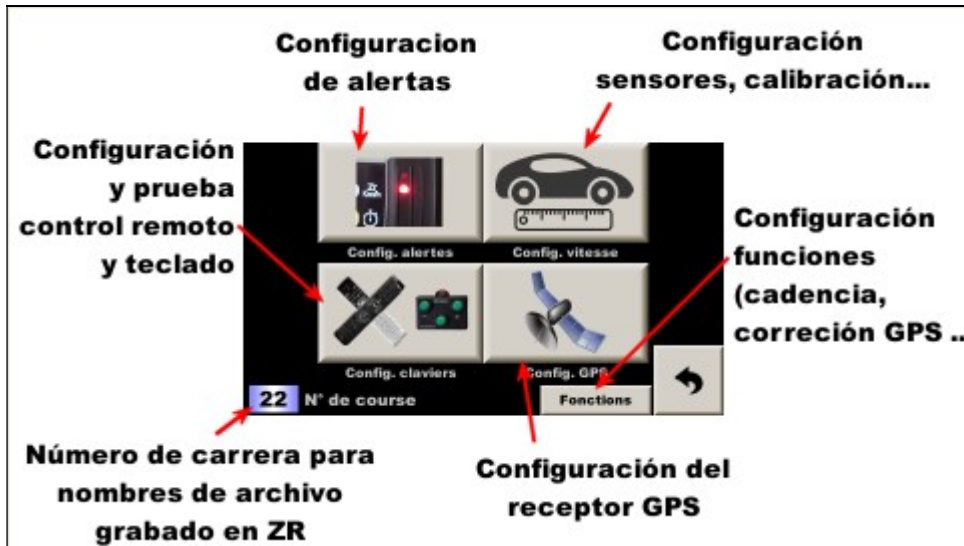 Configuracion
de alertas
Configuración
sensores, calibración...
Configuración
y prueba
control remoto
y teclado
Config. alertes
Config. vitesse
Configuración
funciones
(cadencia,
correción GPS ..
Config. claviers
Config. GPS
22 N° de course
Fonctions
Número de carrera para
nombres de archivo
grabado en ZR
Configuración del
receptor GPS